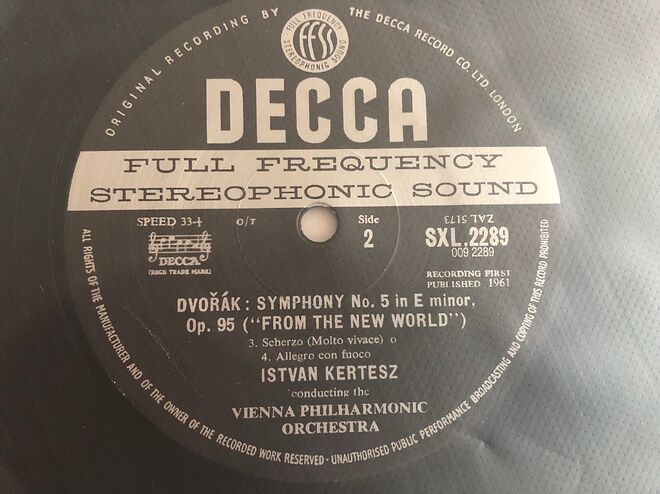 ORIGINAL RECORDING BY THE DECCA RECORD CO. LTD. LONDON
FULL FREQUENCY
STEREOPHONIC SOUND
ffss
DECCA
FULL FREQUENCY
STEREOPHONIC SOUND
SPEED 33⅓ O/T
DECCA
(REGD TRADE MARK)
Side
2
ZAL 5173
SXL.2289
009 2289
RECORDING FIRST
PUBLISHED 1961
DVOŘÁK : SYMPHONY No. 5 in E minor,
Op. 95 ("FROM THE NEW WORLD")
3. Scherzo (Molto vivace) o
4. Allegro con fuoco
ISTVAN KERTESZ
conducting the
VIENNA PHILHARMONIC
ORCHESTRA
ALL RIGHTS OF THE MANUFACTURER AND OF THE OWNER OF THE RECORDED WORK RESERVED - UNAUTHORISED PUBLIC PERFORMANCE BROADCASTING AND COPYING OF THIS RECORD PROHIBITED